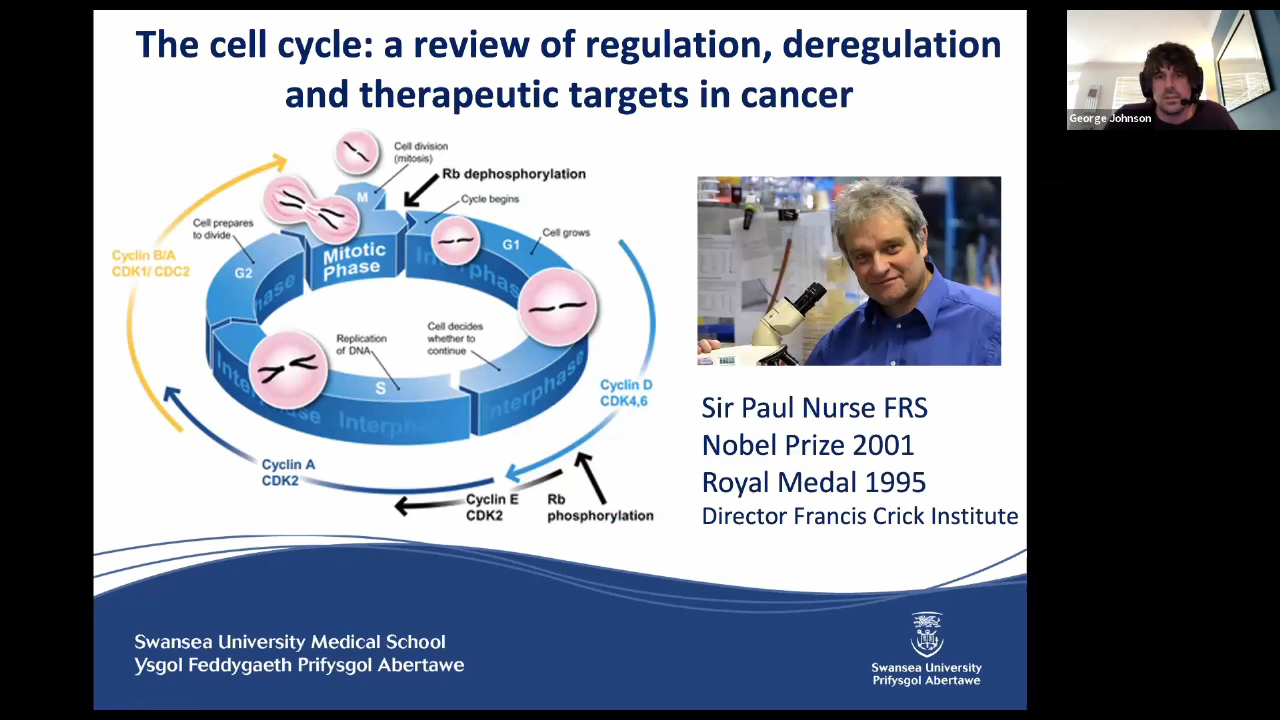 The cell cycle: a review of regulation, deregulation
and therapeutic targets in cancer
George Johnson
Cell division
(mitosis)
Rb dephosphorylation
M
Cycle begins
Cell prepares
to divide
G1
Cell grows
Cyclin B/A
CDK1/ CDC2
G2
Mitotic
Phase
Interphase
Replication
of DNA
Cell decides
whether to
continue
S
Interphase
Interphase
Interphase
Cyclin D
CDK4,6
Cyclin A
CDK2
Cyclin E
CDK2
Rb
phosphorylation
Sir Paul Nurse FRS
Nobel Prize 2001
Royal Medal 1995
Director Francis Crick Institute
Swansea University Medical School
Ysgol Feddygaeth Prifysgol Abertawe
Swansea University
Prifysgol Abertawe